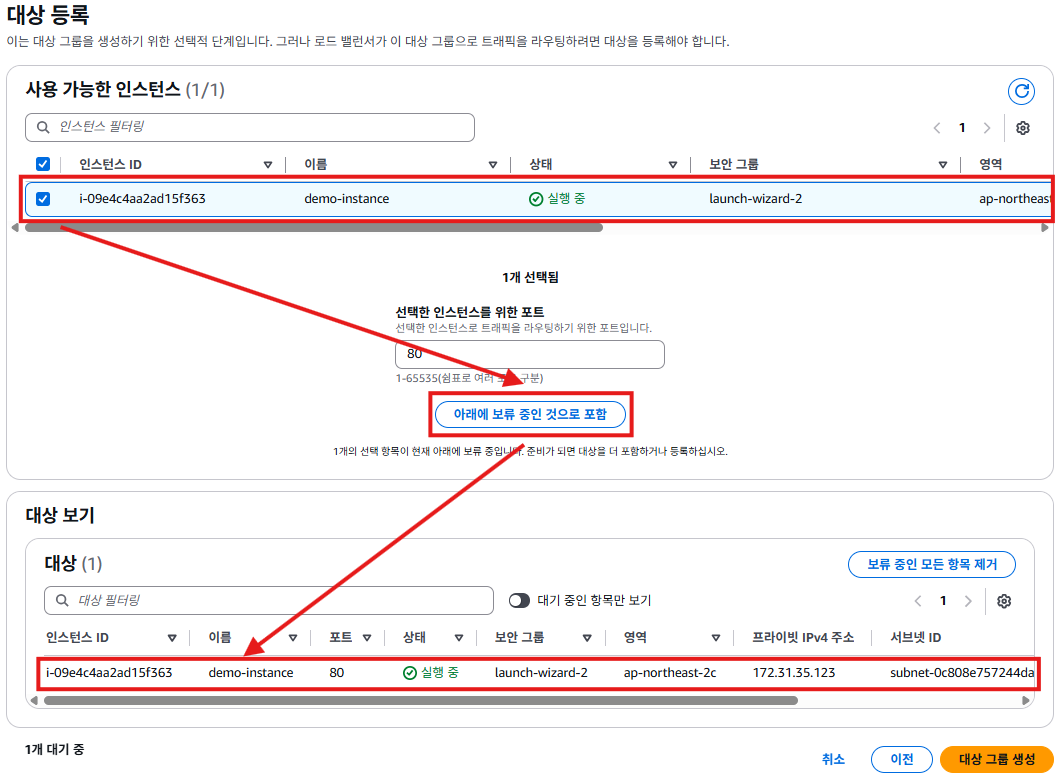 대상 등록
이는 대상 그룹을 생성하기 위한 선택적 단계입니다. 그러나 로드 밸런서가 이 대상 그룹으로 트래픽을 라우팅하려면 대상을 등록해야 합니다.
사용 가능한 인스턴스 (1/1)
인스턴스 필터링
1
인스턴스 ID 이름 상태 보안 그룹 영역
i-09e4c4aa2ad15f363 demo-instance 실행 중 launch-wizard-2 ap-northeast
1개 선택됨
선택한 인스턴스를 위한 포트
선택한 인스턴스로 트래픽을 라우팅하기 위한 포트입니다.
80
1-65535(쉼표로 여러 포트 구분)
아래에 보류 중인 것으로 포함
1개의 선택 항목이 현재 아래에 보류 중입니다. 준비가 되면 대상을 더 포함하거나 등록하십시오.
대상 보기
대상 (1)
보류 중인 모든 항목 제거
대상 필터링
대기 중인 항목만 보기
1
인스턴스 ID 이름 포트 상태 보안 그룹 영역 프라이빗 IPv4 주소 서브넷 ID
i-09e4c4aa2ad15f363 demo-instance 80 실행 중 launch-wizard-2 ap-northeast-2c 172.31.35.123 subnet-0c808e757244da
1개 대기 중
취소 이전 대상 그룹 생성